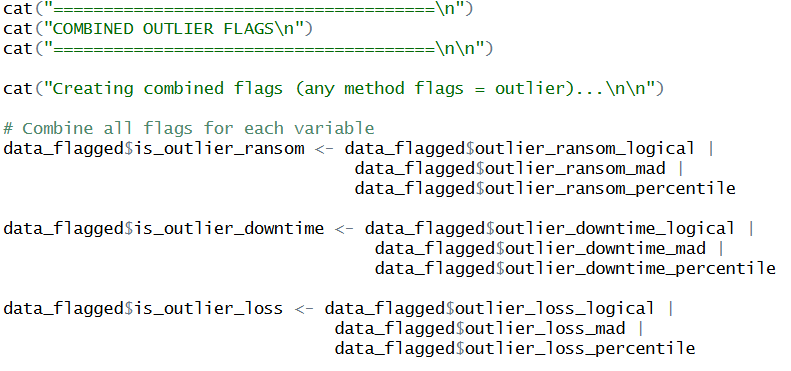 cat("======================================\n")
cat("COMBINED OUTLIER FLAGS\n")
cat("======================================\n\n")
cat("Creating combined flags (any method flags = outlier)...\n\n")
# Combine all flags for each variable
data_flagged$is_outlier_ransom <- data_flagged$outlier_ransom_logical |
data_flagged$outlier_ransom_mad |
data_flagged$outlier_ransom_percentile
data_flagged$is_outlier_downtime <- data_flagged$outlier_downtime_logical |
data_flagged$outlier_downtime_mad |
data_flagged$outlier_downtime_percentile
data_flagged$is_outlier_loss <- data_flagged$outlier_loss_logical |
data_flagged$outlier_loss_mad |
data_flagged$outlier_loss_percentile